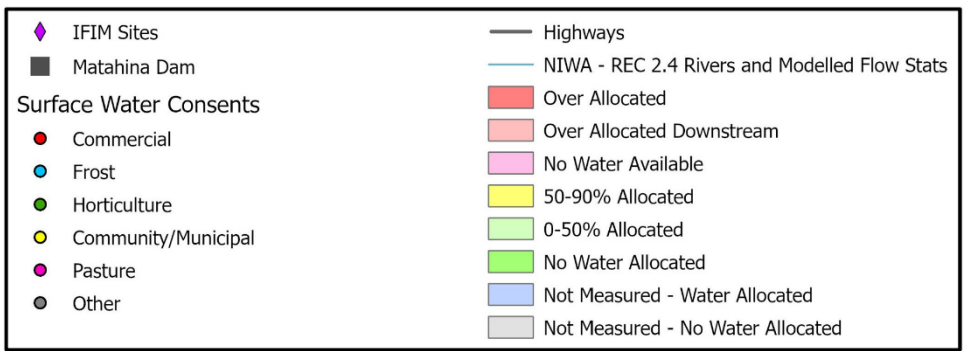 IFIM Sites
Matahina Dam
Surface Water Consents
Commercial
Frost
Horticulture
Community/Municipal
Pasture
Other
Highways
NIWA - REC 2.4 Rivers and Modelled Flow Stats
Over Allocated
Over Allocated Downstream
No Water Available
50-90% Allocated
0-50% Allocated
No Water Allocated
Not Measured - Water Allocated
Not Measured - No Water Allocated